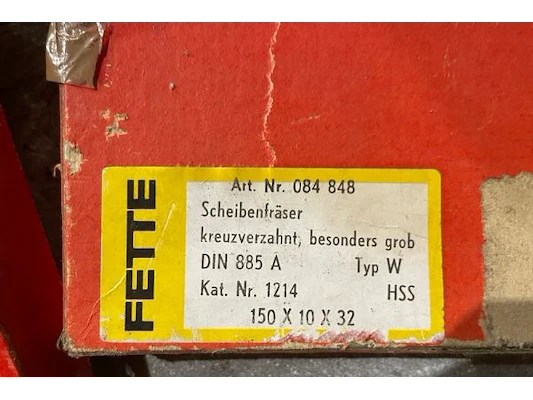 FETTE
Art. Nr. 084 848
Scheibenfräser
kreuzverzahnt, besonders grob
DIN 885 A Typ W
Kat. Nr. 1214 HSS
150 X 10 X 32